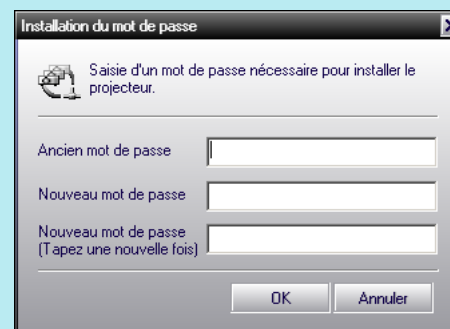 Installation du mot de passe
Saisie d'un mot de passe nécessaire pour installer le
projecteur.
Ancien mot de passe
Nouveau mot de passe
Nouveau mot de passe
(Tapez une nouvelle fois)
OK Annuler